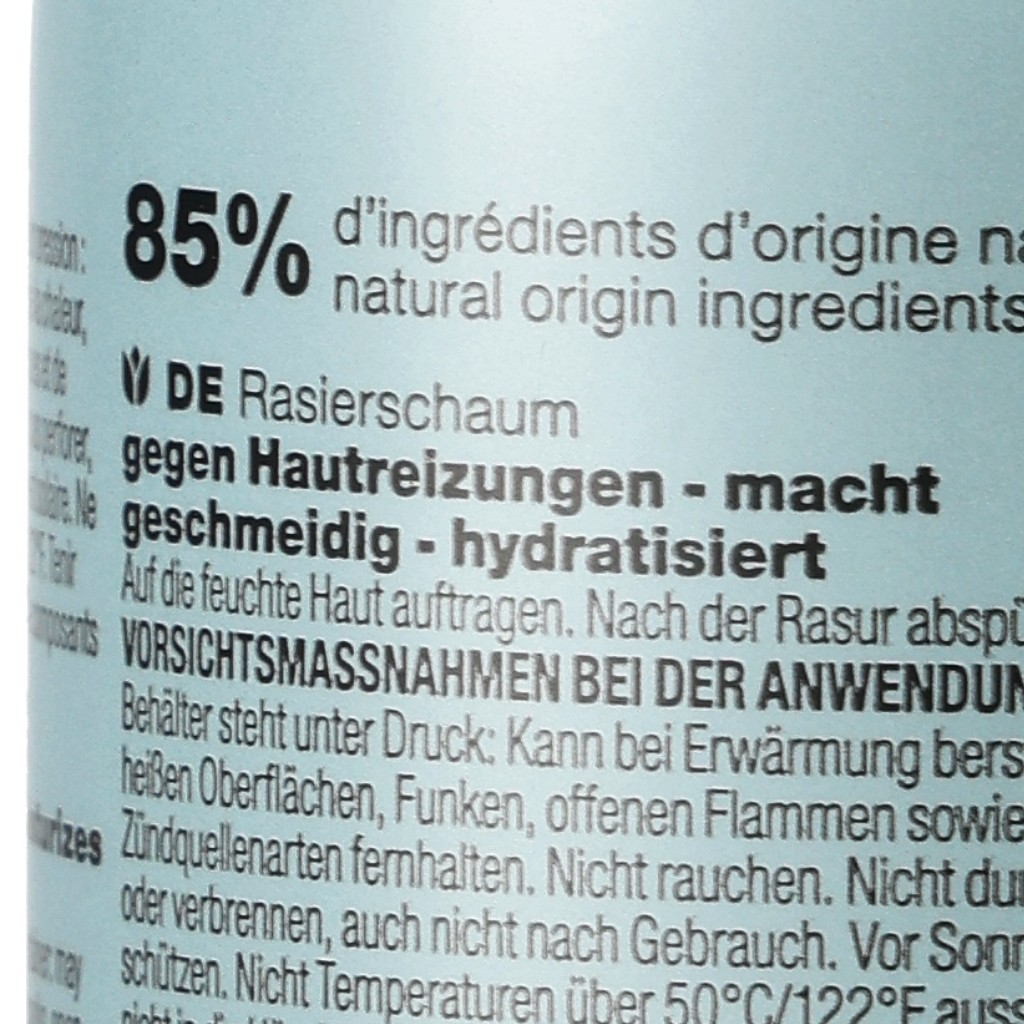 85% d'ingrédients d'origine na
natural origin ingredients
DE Rasierschaum
gegen Hautreizungen - macht
geschmeidig - hydratisiert
Auf die feuchte Haut auftragen. Nach der Rasur abspü
VORSICHTSMASSNAHMEN BEI DER ANWENDUN
Behälter steht unter Druck: Kann bei Erwärmung bers
heißen Oberflächen, Funken, offenen Flammen sowie
Zündquellenarten fernhalten. Nicht rauchen. Nicht du
oder verbrennen, auch nicht nach Gebrauch. Vor Sonn
schützen. Nicht Temperaturen über 50°C/122°F auss
Ne
Tenir
may